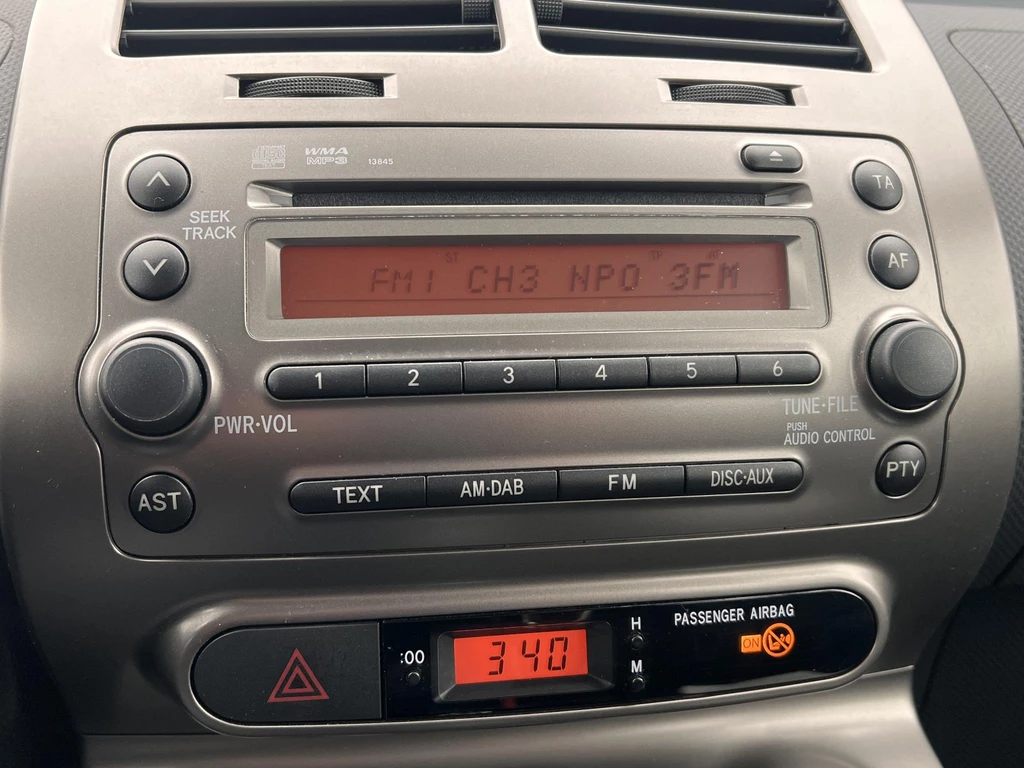 WMA
MP3
13845
TA
SEEK
TRACK
AF
ST TP
FM1 CH3 NPO 3FM
1 2 3 4 5 6
PWR·VOL
TUNE·FILE
PUSH
AUDIO CONTROL
AST
TEXT AM·DAB FM DISC·AUX
PTY
PASSENGER AIRBAG
H
:00
3 40
ON
M